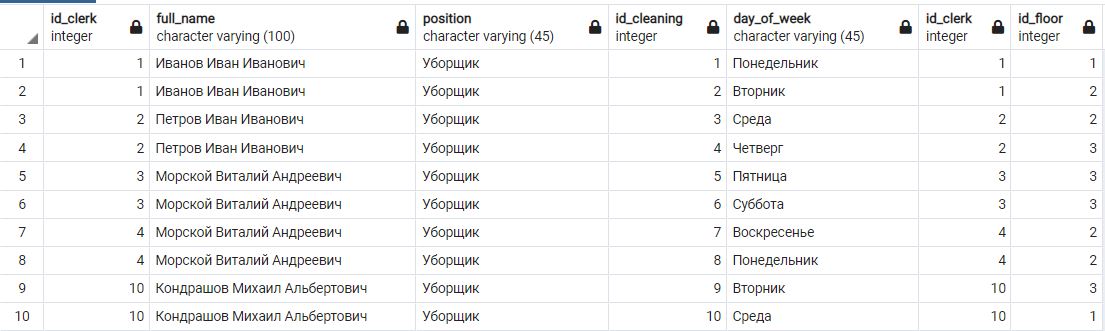 id_clerk full_name position id_cleaning day_of_week id_clerk id_floor
integer character varying (100) character varying (45) integer character varying (45) integer integer
1 1 Иванов Иван Иванович Уборщик 1 Понедельник 1 1
2 1 Иванов Иван Иванович Уборщик 2 Вторник 1 2
3 2 Петров Иван Иванович Уборщик 3 Среда 2 2
4 2 Петров Иван Иванович Уборщик 4 Четверг 2 3
5 3 Морской Виталий Андреевич Уборщик 5 Пятница 3 3
6 3 Морской Виталий Андреевич Уборщик 6 Суббота 3 3
7 4 Морской Виталий Андреевич Уборщик 7 Воскресенье 4 2
8 4 Морской Виталий Андреевич Уборщик 8 Понедельник 4 2
9 10 Кондрашов Михаил Альбертович Уборщик 9 Вторник 10 3
10 10 Кондрашов Михаил Альбертович Уборщик 10 Среда 10 1